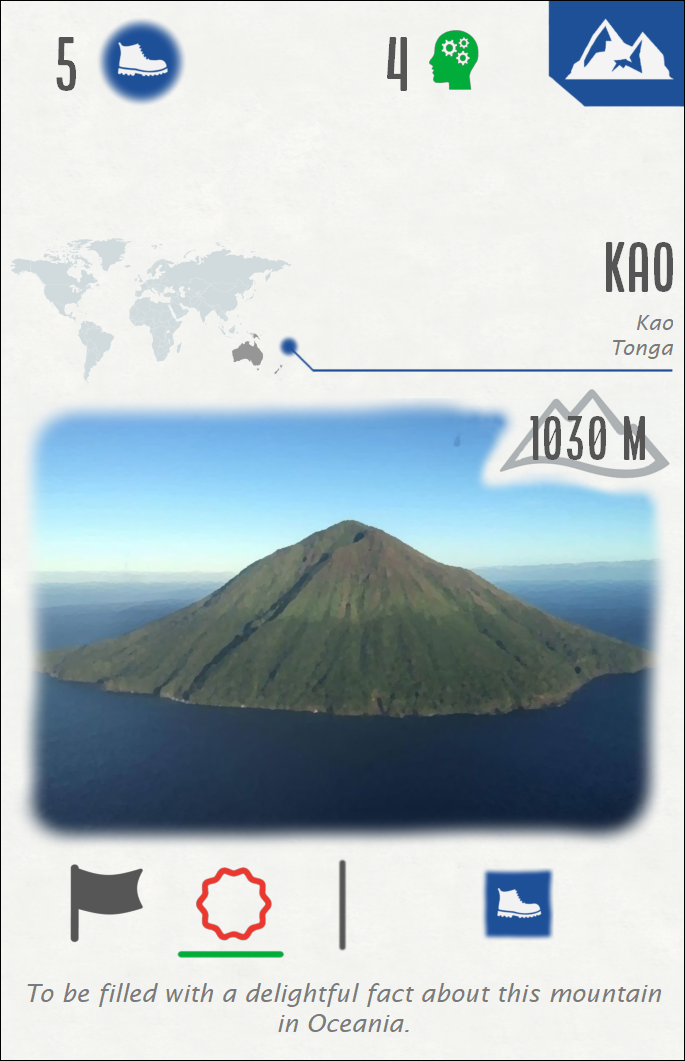 5
4
KAO
Kao
Tonga
1030 M
To be filled with a delightful fact about this mountain
in Oceania.